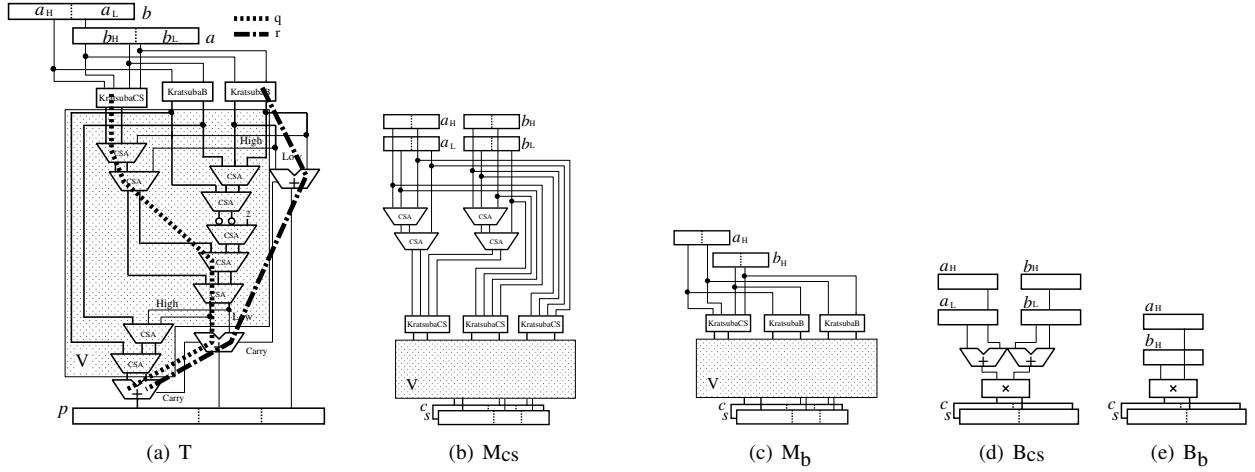 aH aL b
q
r
bH bL a
KratsubaCS KratsubaB KratsubaB
High
Low
CSA
CSA
CSA
+
CSA
2
CSA
CSA
CSA
High
Low
CSA
+
Carry
V
CSA
+
Carry
p
(a) T
aH bH
aL bL
CSA CSA
CSA CSA
KratsubaCS KratsubaCS KratsubaCS
V
c
s
(b) MCS
aH
bH
KratsubaCS KratsubaB KratsubaB
V
c
s
(c) Mb
aH bH
aL bL
+ +
×
c
s
(d) BCS
aH
bH
×
c
s
(e) Bb